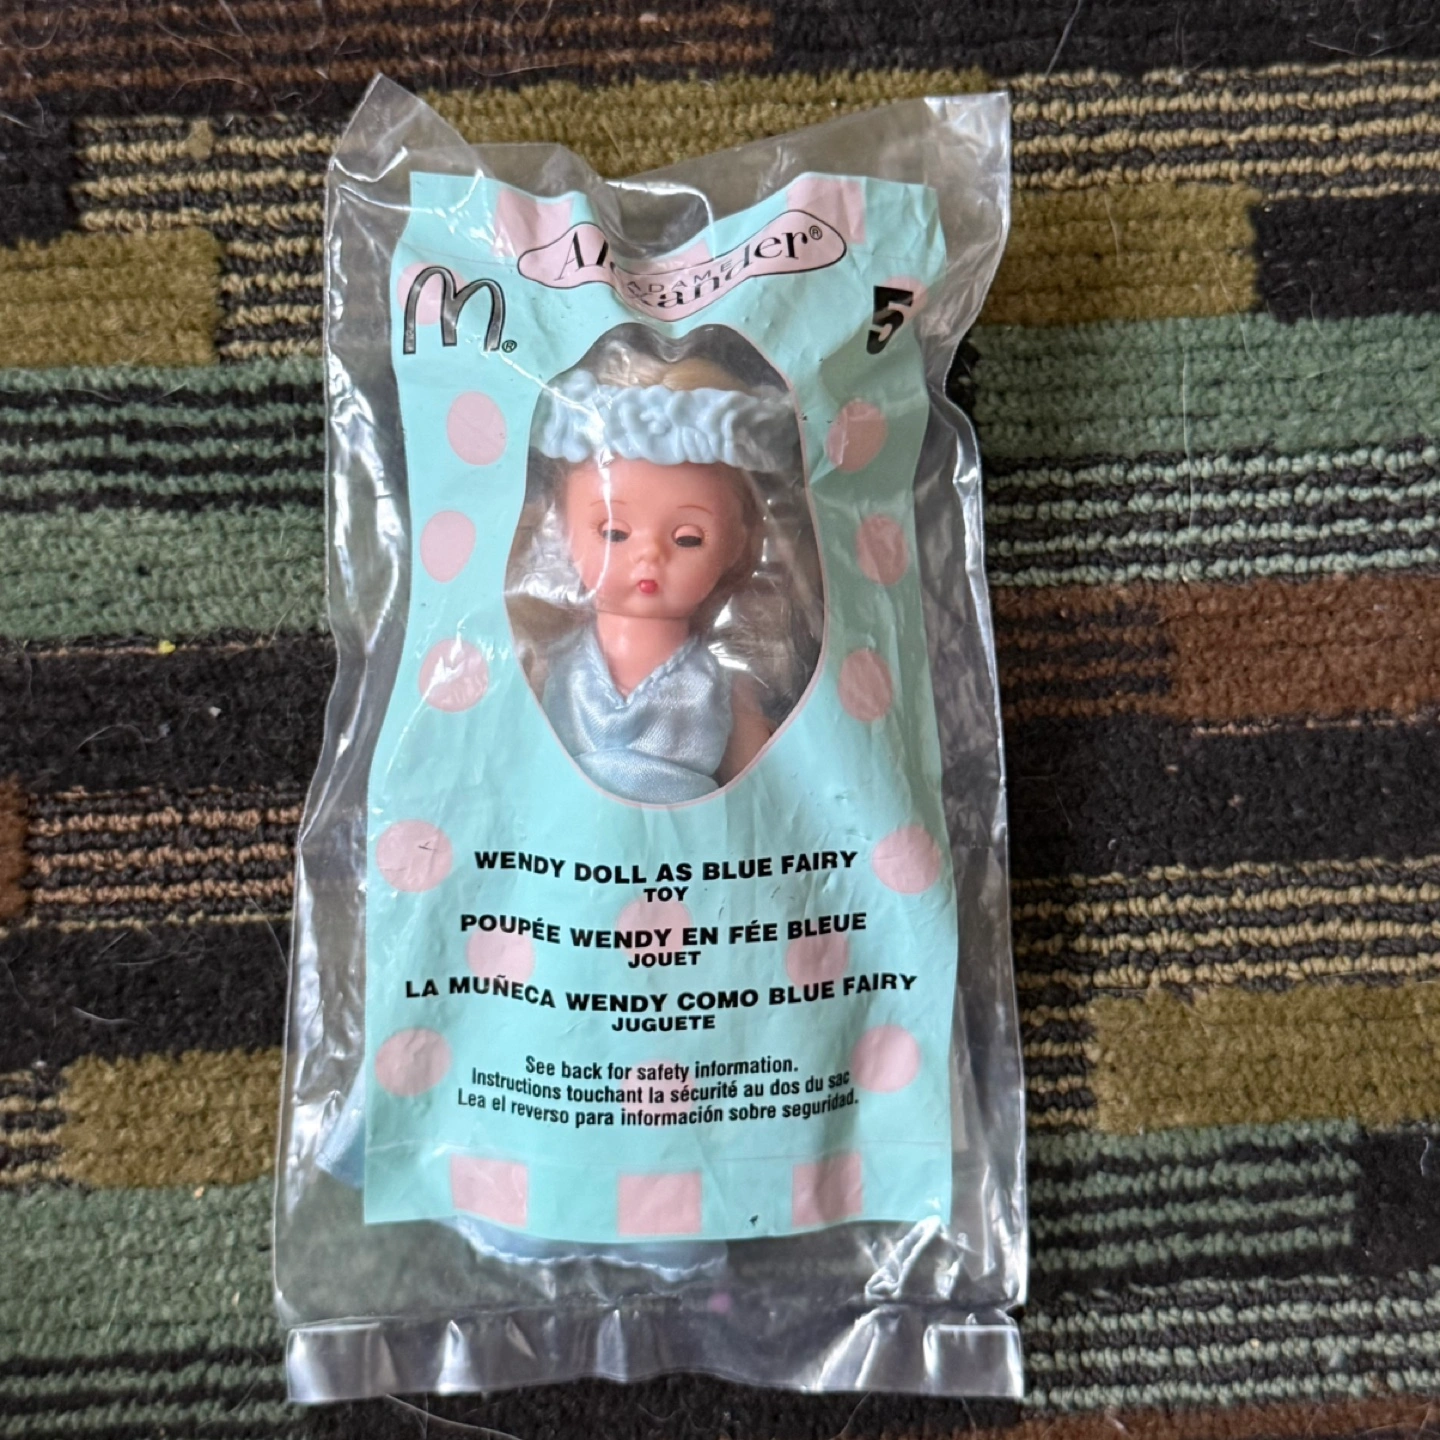 MADAME
Alexander®
M®
5
WENDY DOLL AS BLUE FAIRY
TOY
POUPÉE WENDY EN FÉE BLEUE
JOUET
LA MUÑECA WENDY COMO BLUE FAIRY
JUGUETE
See back for safety information.
Instructions touchant la sécurité au dos du sac
Lea el reverso para información sobre seguridad.